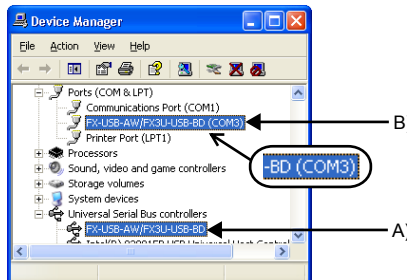 Device Manager
File Action View Help
Ports (COM & LPT)
Communications Port (COM1)
FX-USB-AW/FX3U-USB-BD (COM3)
B
Printer Port (LPT1)
Processors
-BD (COM3)
Sound, video and game controllers
Storage volumes
System devices
Universal Serial Bus controllers
FX-USB-AW/FX3U-USB-BD
A)